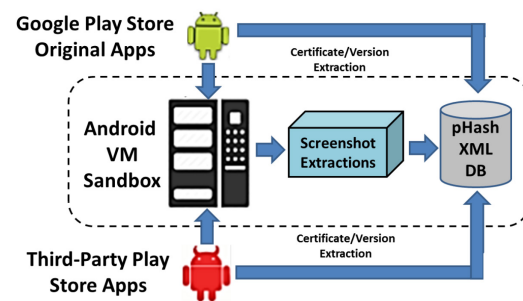 Google Play Store
Original Apps
Certificate/Version
Extraction
Android
VM
Sandbox
Screenshot
Extractions
pHash
XML
DB
Certificate/Version
Extraction
Third-Party Play
Store Apps